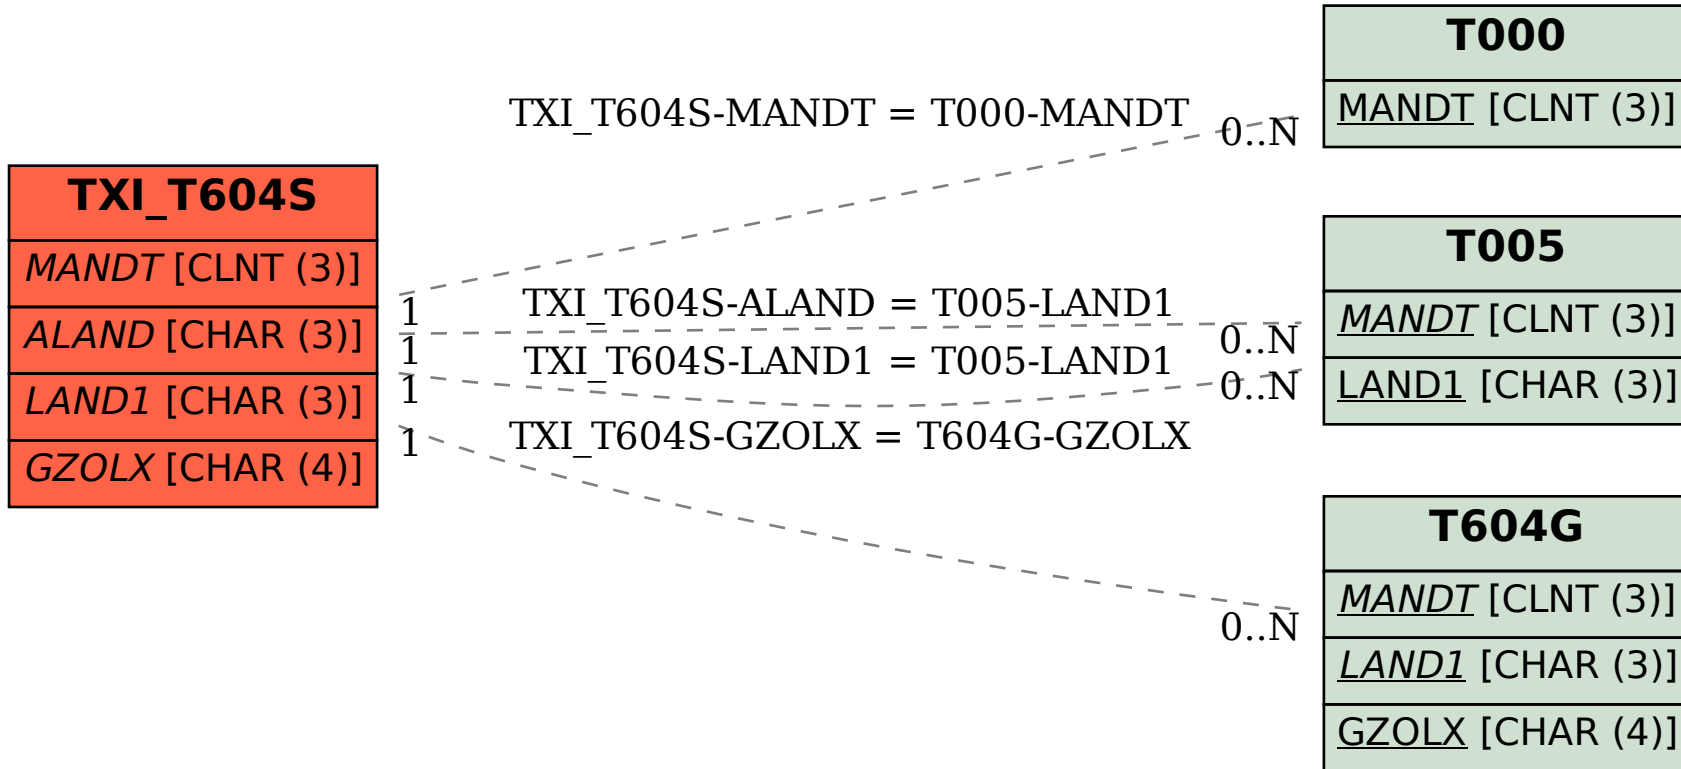 TXI_T604S
MANDT [CLNT (3)]
ALAND [CHAR (3)]
LAND1 [CHAR (3)]
GZOLX [CHAR (4)]
TXI_T604S-MANDT = T000-MANDT
0..N
1
TXI_T604S-ALAND = T005-LAND1
0..N
1
TXI_T604S-LAND1 = T005-LAND1
0..N
1
TXI_T604S-GZOLX = T604G-GZOLX
0..N
1
T000
MANDT [CLNT (3)]
T005
MANDT [CLNT (3)]
LAND1 [CHAR (3)]
T604G
MANDT [CLNT (3)]
LAND1 [CHAR (3)]
GZOLX [CHAR (4)]